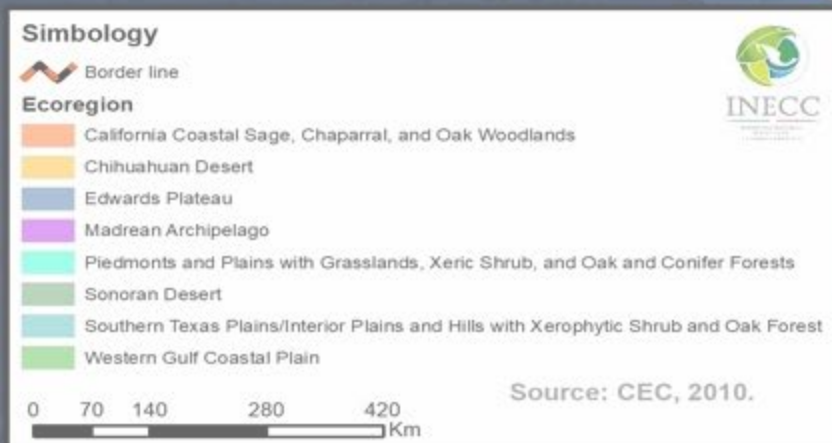 Simbology
Border line
INECC
Ecoregion
California Coastal Sage, Chaparral, and Oak Woodlands
Chihuahuan Desert
Edwards Plateau
Madrean Archipelago
Piedmonts and Plains with Grasslands, Xeric Shrub, and Oak and Conifer Forests
Sonoran Desert
Southern Texas Plains/Interior Plains and Hills with Xerophytic Shrub and Oak Forest
Western Gulf Coastal Plain
Source: CEC, 2010.
0 70 140 280 420
Km